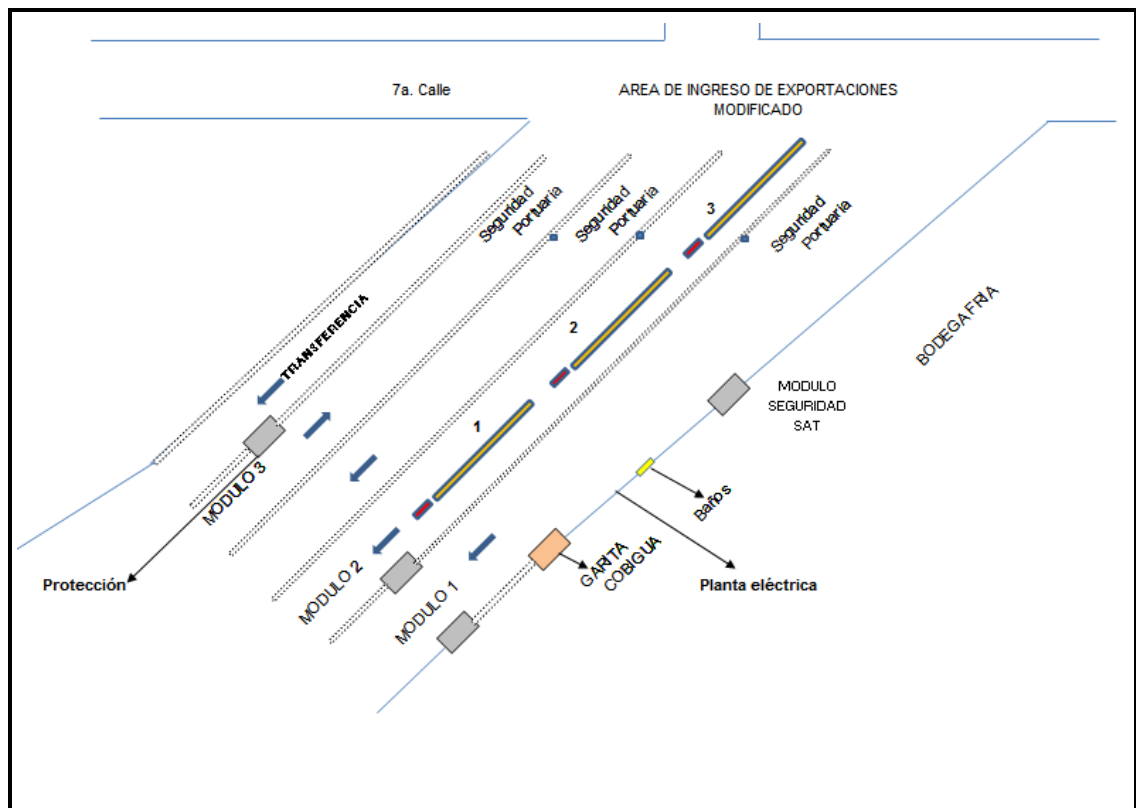 7a. Calle
AREA DE INGRESO DE EXPORTACIONES
MODIFICADO
Seguridad
Portuaria
Seguridad
Portuaria
3
Seguridad
Portuaria
TRANSFERENCIA
2
BODEGA FRIA
MODULO
SEGURIDAD
SAT
1
MODULO 3
Baños
GARITA
COBIGUA
Protección
MODULO 2
MODULO 1
Planta eléctrica